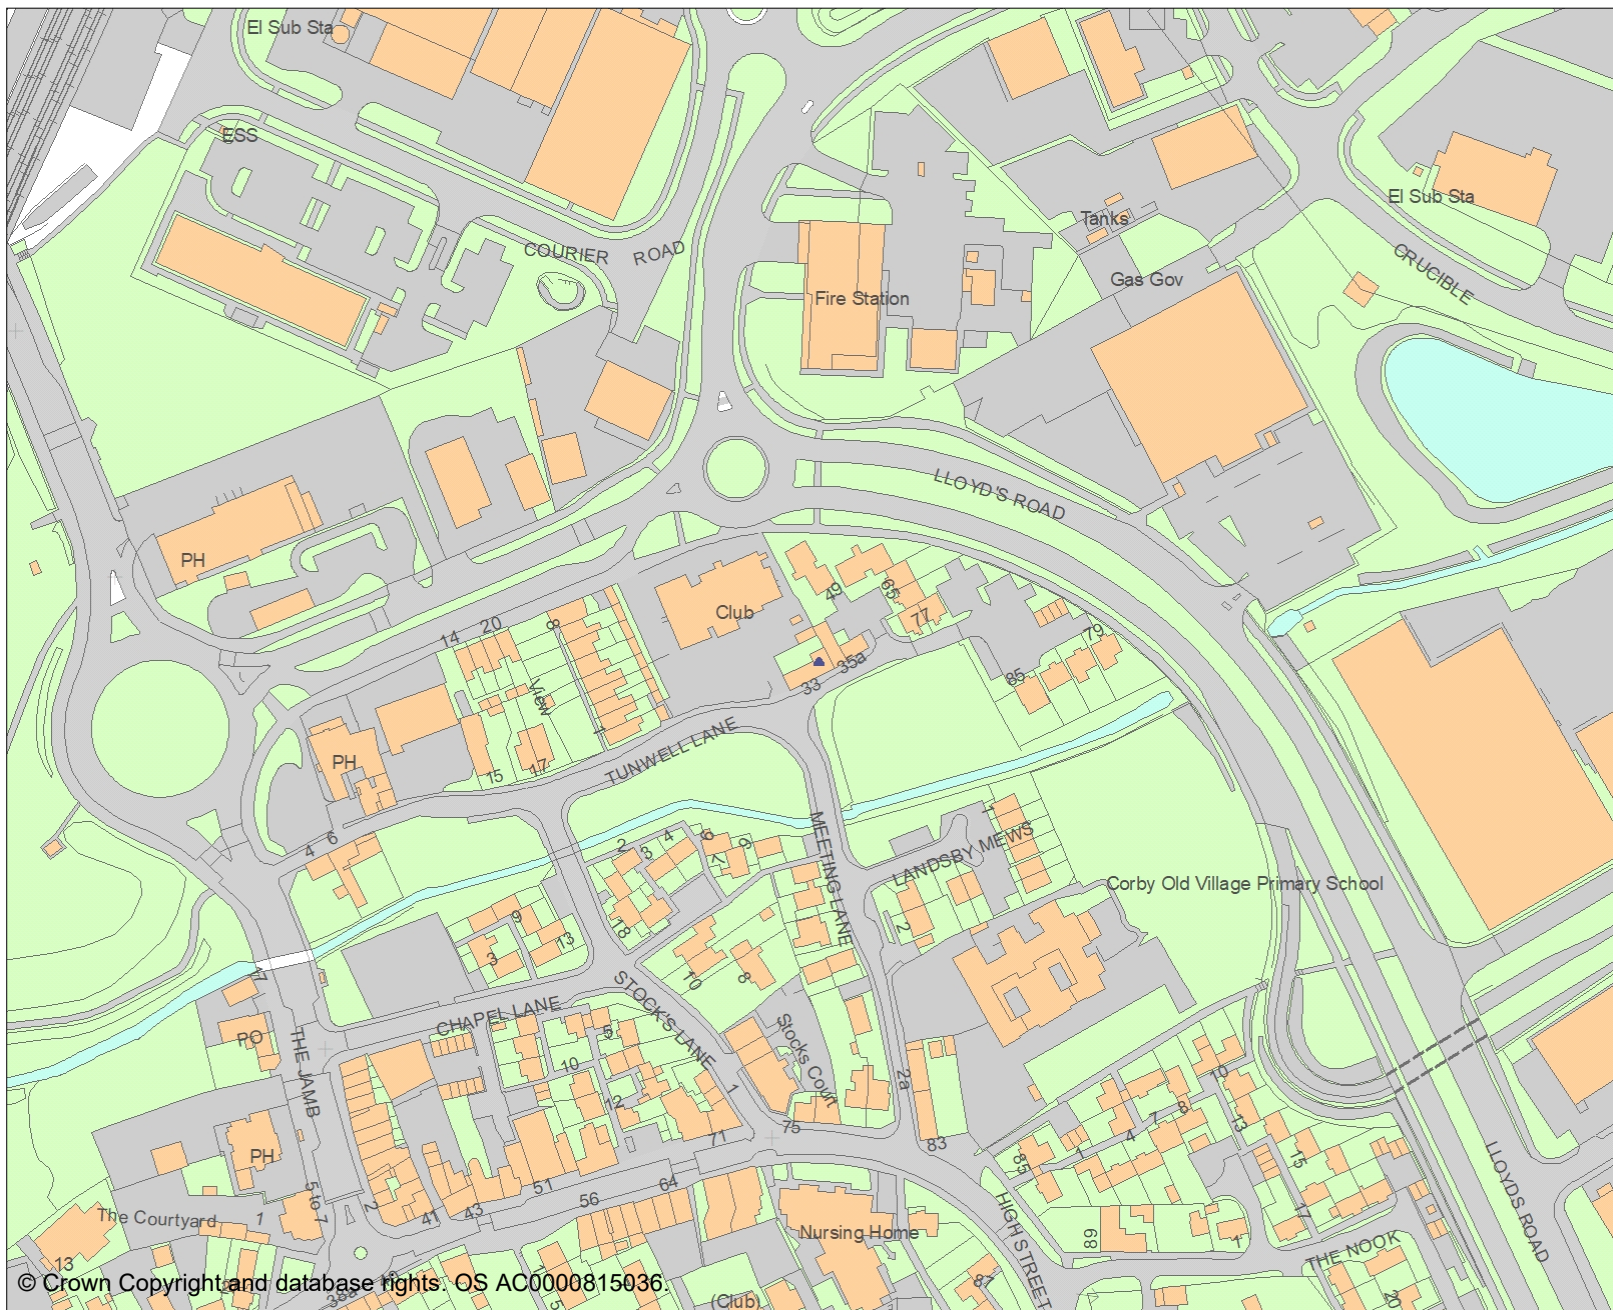 El Sub Sta
ESS
COURIER ROAD
Fire Station
Tanks
Gas Gov
El Sub Sta
CRUCIBLE
LLOYD'S ROAD
PH
Club
49
65
77
79
14
20
8
View
35a
33
85
1
PH
TUNWELL LANE
15
17
4
6
2
3
4
6
7
9
MEETING LANE
1
LANDSBY MEWS
Corby Old Village Primary School
2
18
9
13
3
10
8
17
STOCK'S LANE
CHAPEL LANE
Stocks Court
PO
THE JAMB
5
10
12
1
2a
71
75
83
10
13
7
8
4
1
85
15
17
PH
5 to 7
2
The Courtyard
1
41
43
51
56
64
Nursing Home
HIGH STREET
89
1
THE NOOK
LLOYDS ROAD
13
87
20
(Club)
© Crown Copyright and database rights. OS AC0000815036.